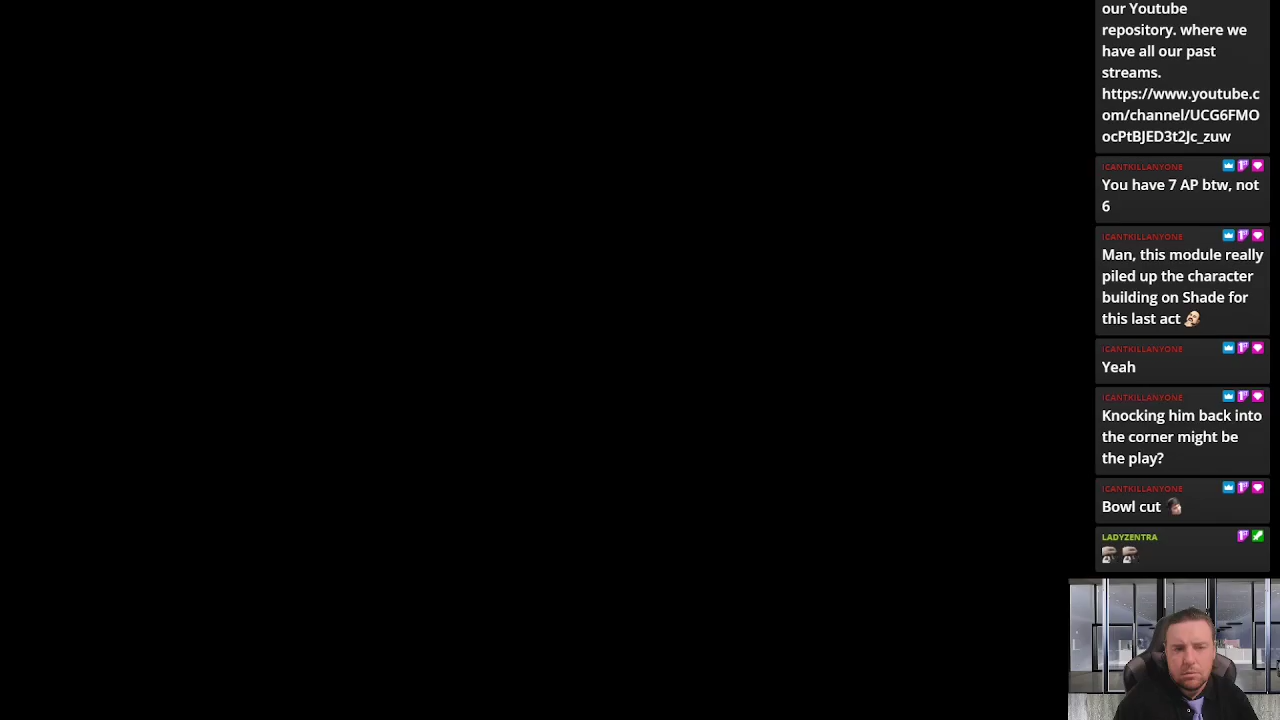 our Youtube
repository. where we
have all our past
streams.
https://www.youtube.c
om/channel/UCG6FMO
ocPtBJED3t2Jc_zuw
ICANTKILLANYONE
You have 7 AP btw, not
6
ICANTKILLANYONE
Man, this module really
piled up the character
building on Shade for
this last act
ICANTKILLANYONE
Yeah
ICANTKILLANYONE
Knocking him back into
the corner might be
the play?
ICANTKILLANYONE
Bowl cut
LADYZENTRA